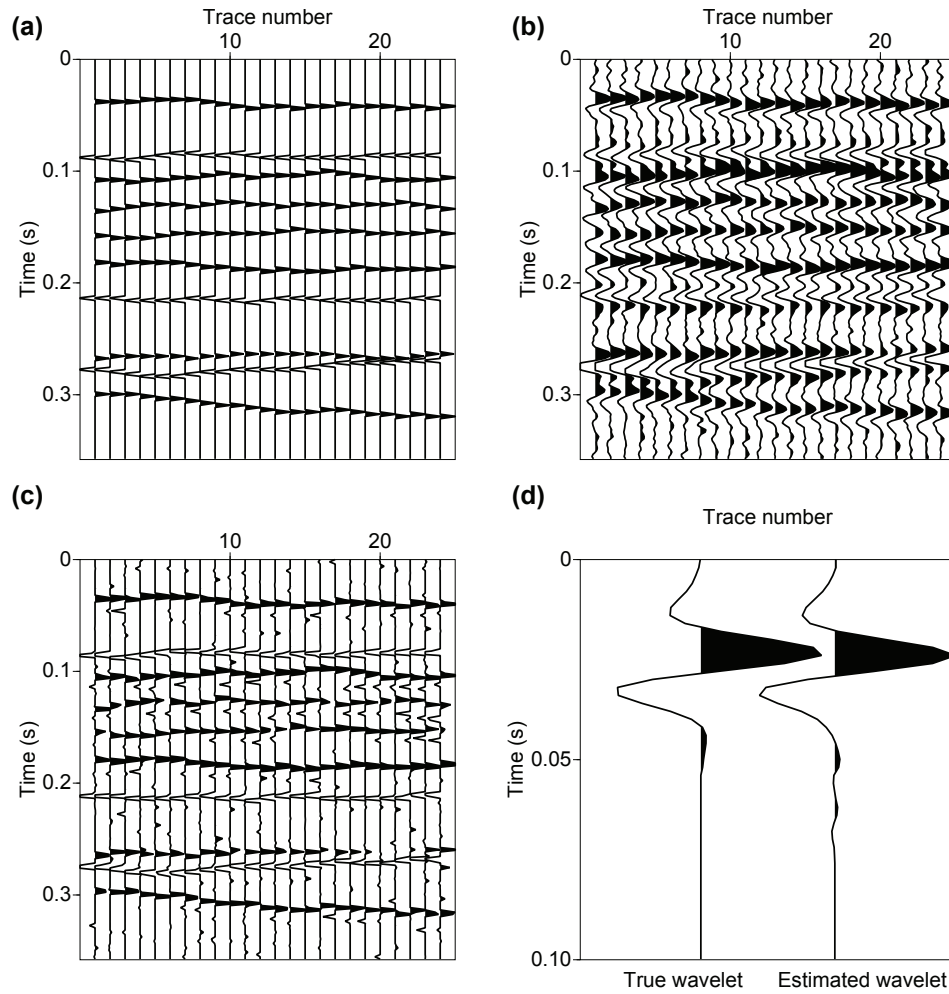 (a)
Trace number
10 20
0
0.1
0.2
0.3
Time (s)
(b)
Trace number
10 20
0
0.1
0.2
0.3
Time (s)
(c)
10 20
0
0.1
0.2
0.3
Time (s)
(d)
Trace number
0
0.05
0.10
Time (s)
True wavelet Estimated wavelet